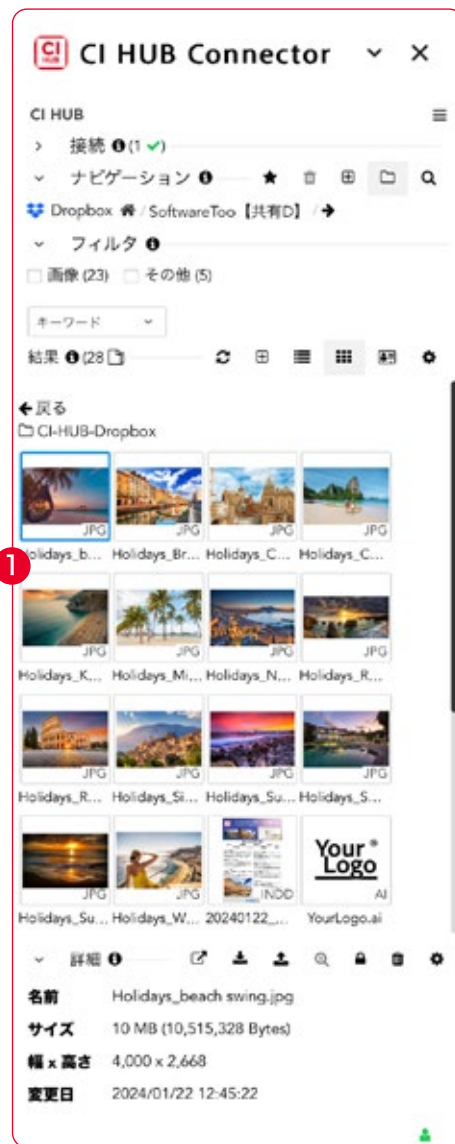 CI HUB CI HUB Connector
CI HUB
接続 (1 ✔)
ナビゲーション
Dropbox / SoftwareToo【共有D】 /
フィルタ
画像 (23) その他 (5)
キーワード
結果 (28
戻る
CI-HUB-Dropbox
JPG JPG JPG JPG
Holidays_b... Holidays_Br... Holidays_C... Holidays_C...
JPG JPG JPG JPG
Holidays_K... Holidays_Mi... Holidays_N... Holidays_R...
JPG JPG JPG JPG
Holidays_R... Holidays_Si... Holidays_Su... Holidays_S...
Your Logo
JPG JPG INDD AI
Holidays_Su... Holidays_W... 20240122_... YourLogo.ai
詳細
名前 Holidays_beach swing.jpg
サイズ 10 MB (10,515,328 Bytes)
幅 x 高さ 4,000 x 2,668
変更日 2024/01/22 12:45:22
1